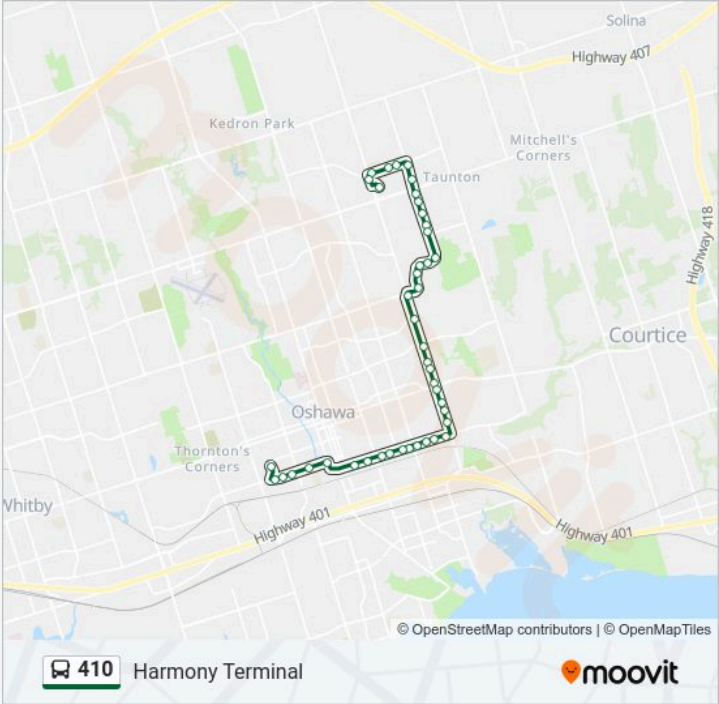 Solina
Highway 407
Kedron Park
Mitchell's
Corners
Taunton
Highway 418
Courtice
Oshawa
Thornton's
Corners
Whitby
Highway 401
Highway 401
© OpenStreetMap contributors | © OpenMapTiles
410 Harmony Terminal
moovit